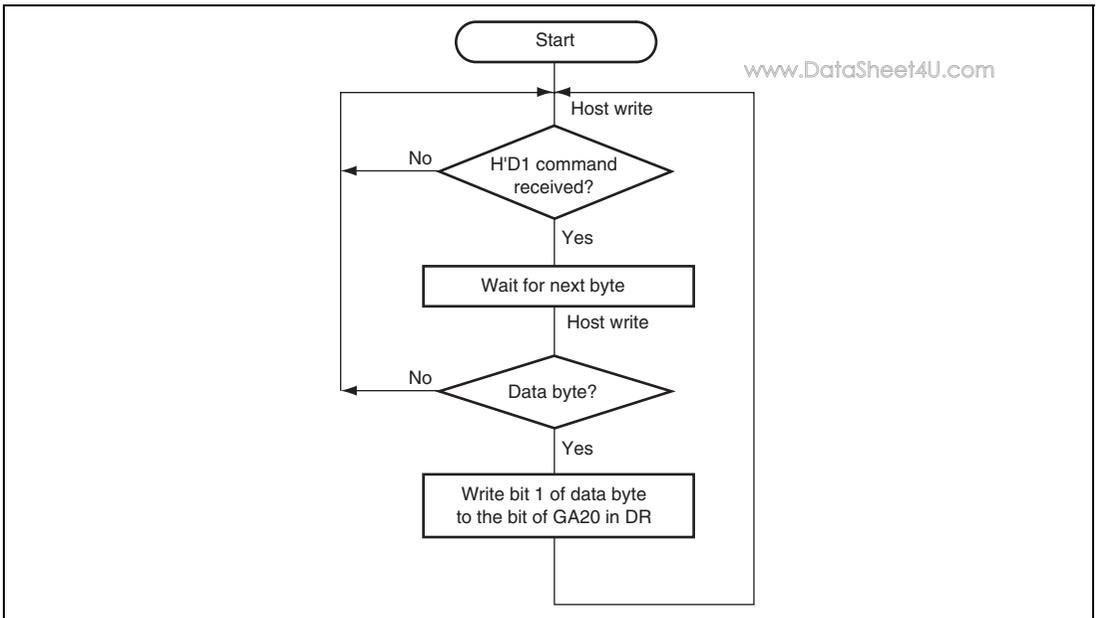 Start
www.DataSheet4U.com
Host write
No
H'D1 command
received?
Yes
Wait for next byte
Host write
No
Data byte?
Yes
Write bit 1 of data byte
to the bit of GA20 in DR